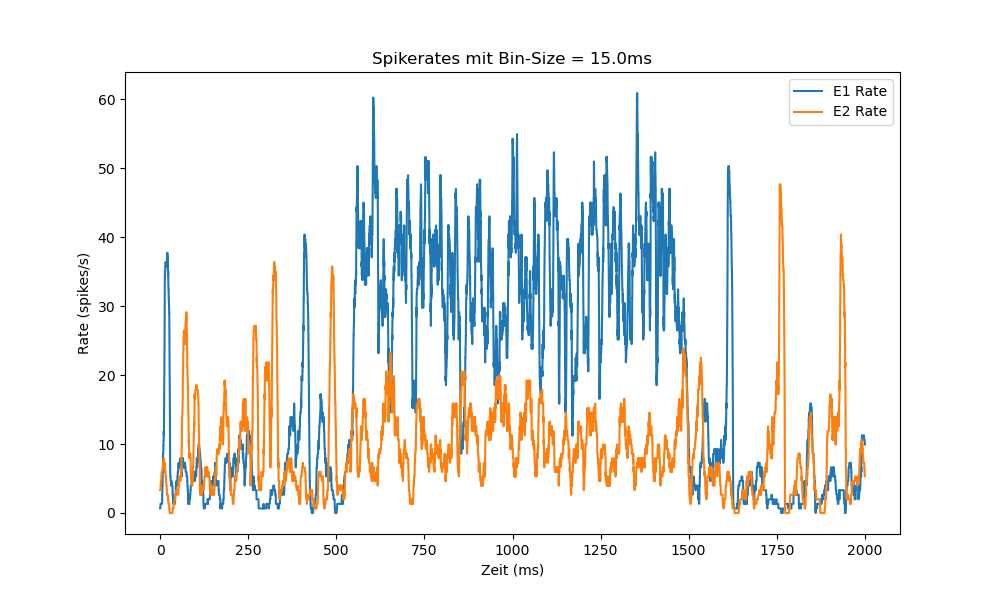 Spikerates mit Bin-Size = 15.0ms
E1 Rate
E2 Rate
60
50
40
30
20
10
0
Rate (spikes/s)
0 250 500 750 1000 1250 1500 1750 2000
Zeit (ms)